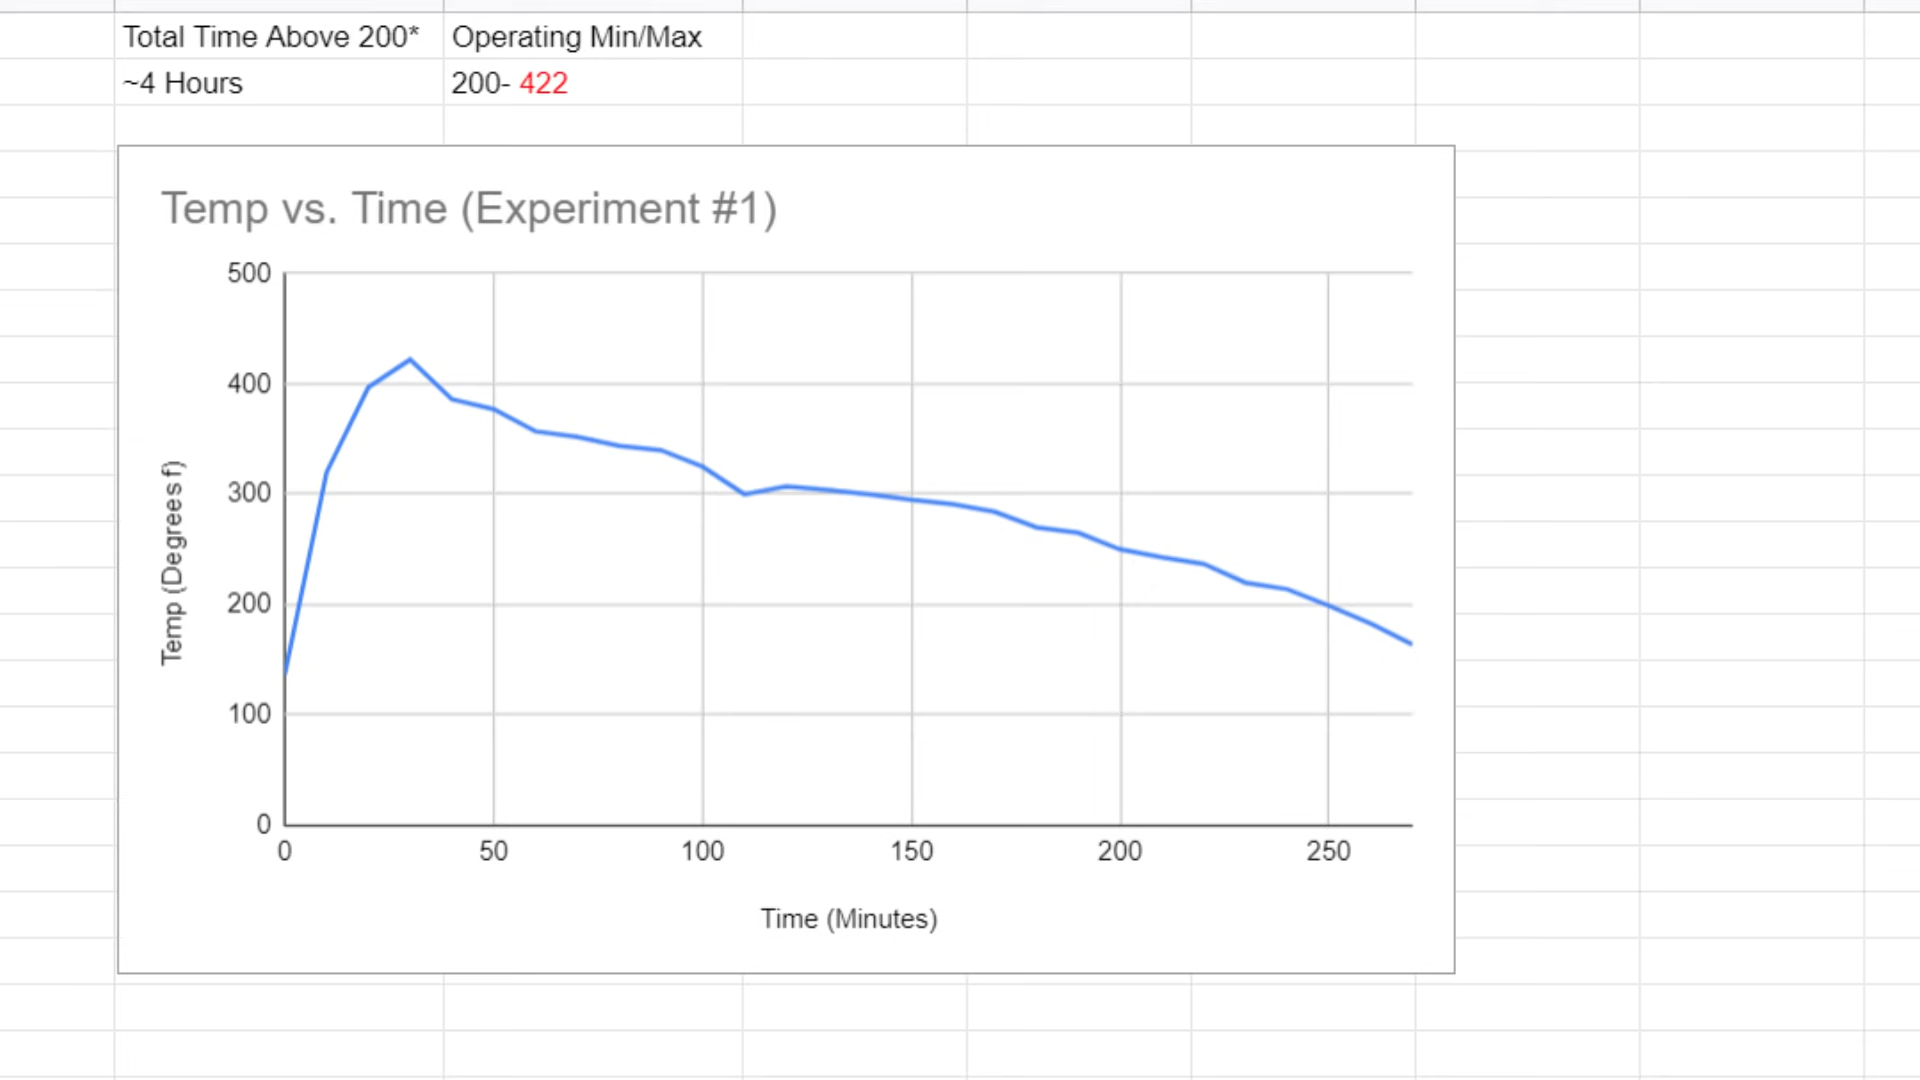 Total Time Above 200* Operating Min/Max
~4 Hours 200- 422
Temp vs. Time (Experiment #1)
500
400
300
200
100
0
Temp (Degrees f)
0 50 100 150 200 250
Time (Minutes)